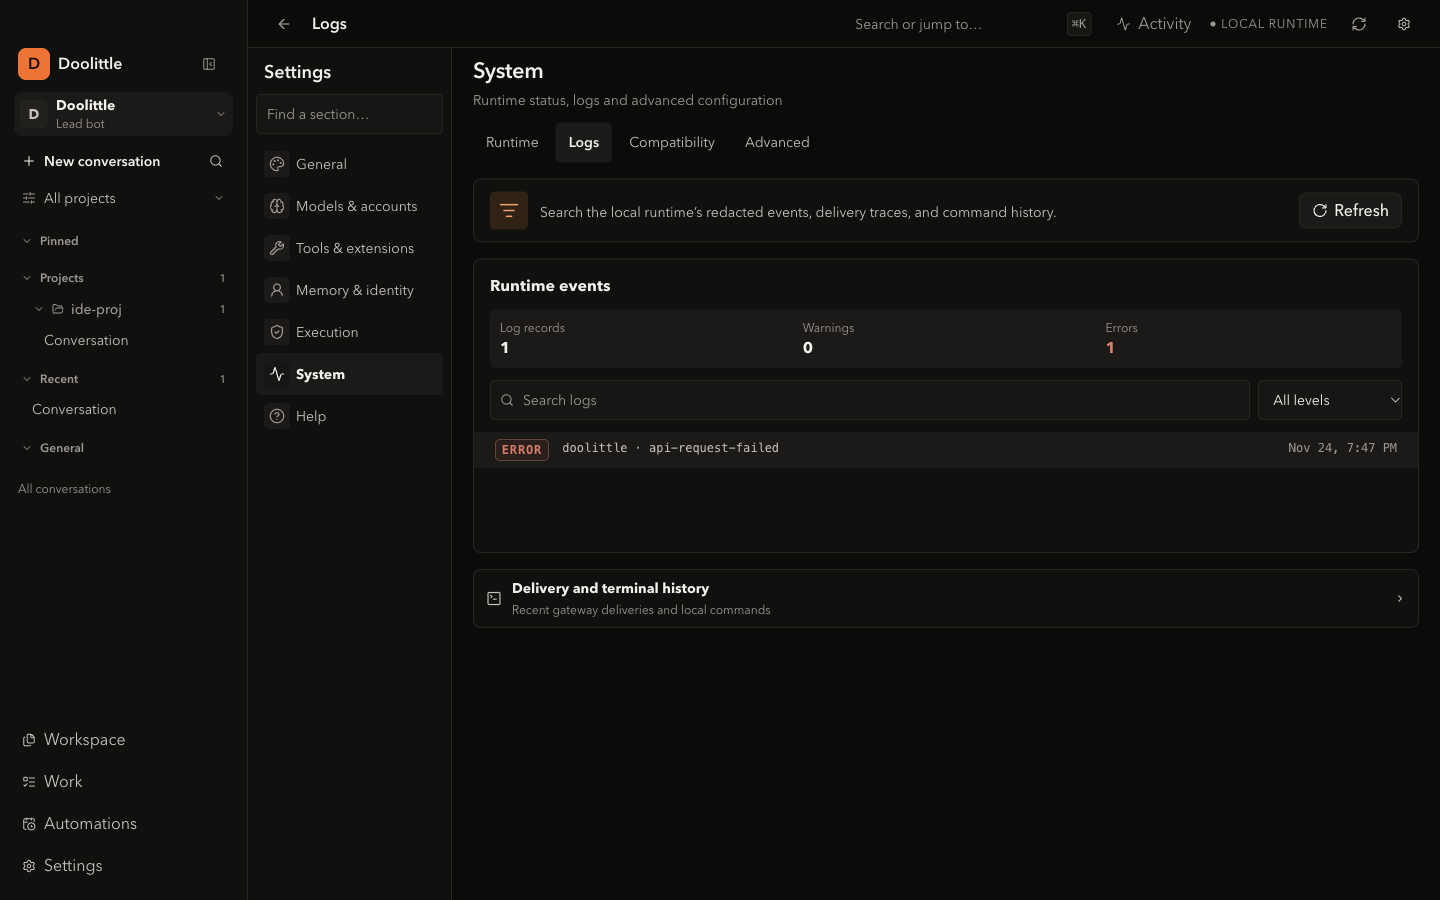 D Doolittle
D Doolittle
Lead bot
New conversation
All projects
Pinned
Projects 1
ide-proj 1
Conversation
Recent 1
Conversation
General
All conversations
Workspace
Work
Automations
Settings
Logs
Search or jump to…
⌘K
Activity
LOCAL RUNTIME
Settings
Find a section…
General
Models & accounts
Tools & extensions
Memory & identity
Execution
System
Help
System
Runtime status, logs and advanced configuration
Runtime Logs Compatibility Advanced
Search the local runtime’s redacted events, delivery traces, and command history.
Refresh
Runtime events
Log records Warnings Errors
1 0 1
Search logs
All levels
ERROR doolittle · api-request-failed Nov 24, 7:47 PM
Delivery and terminal history
Recent gateway deliveries and local commands